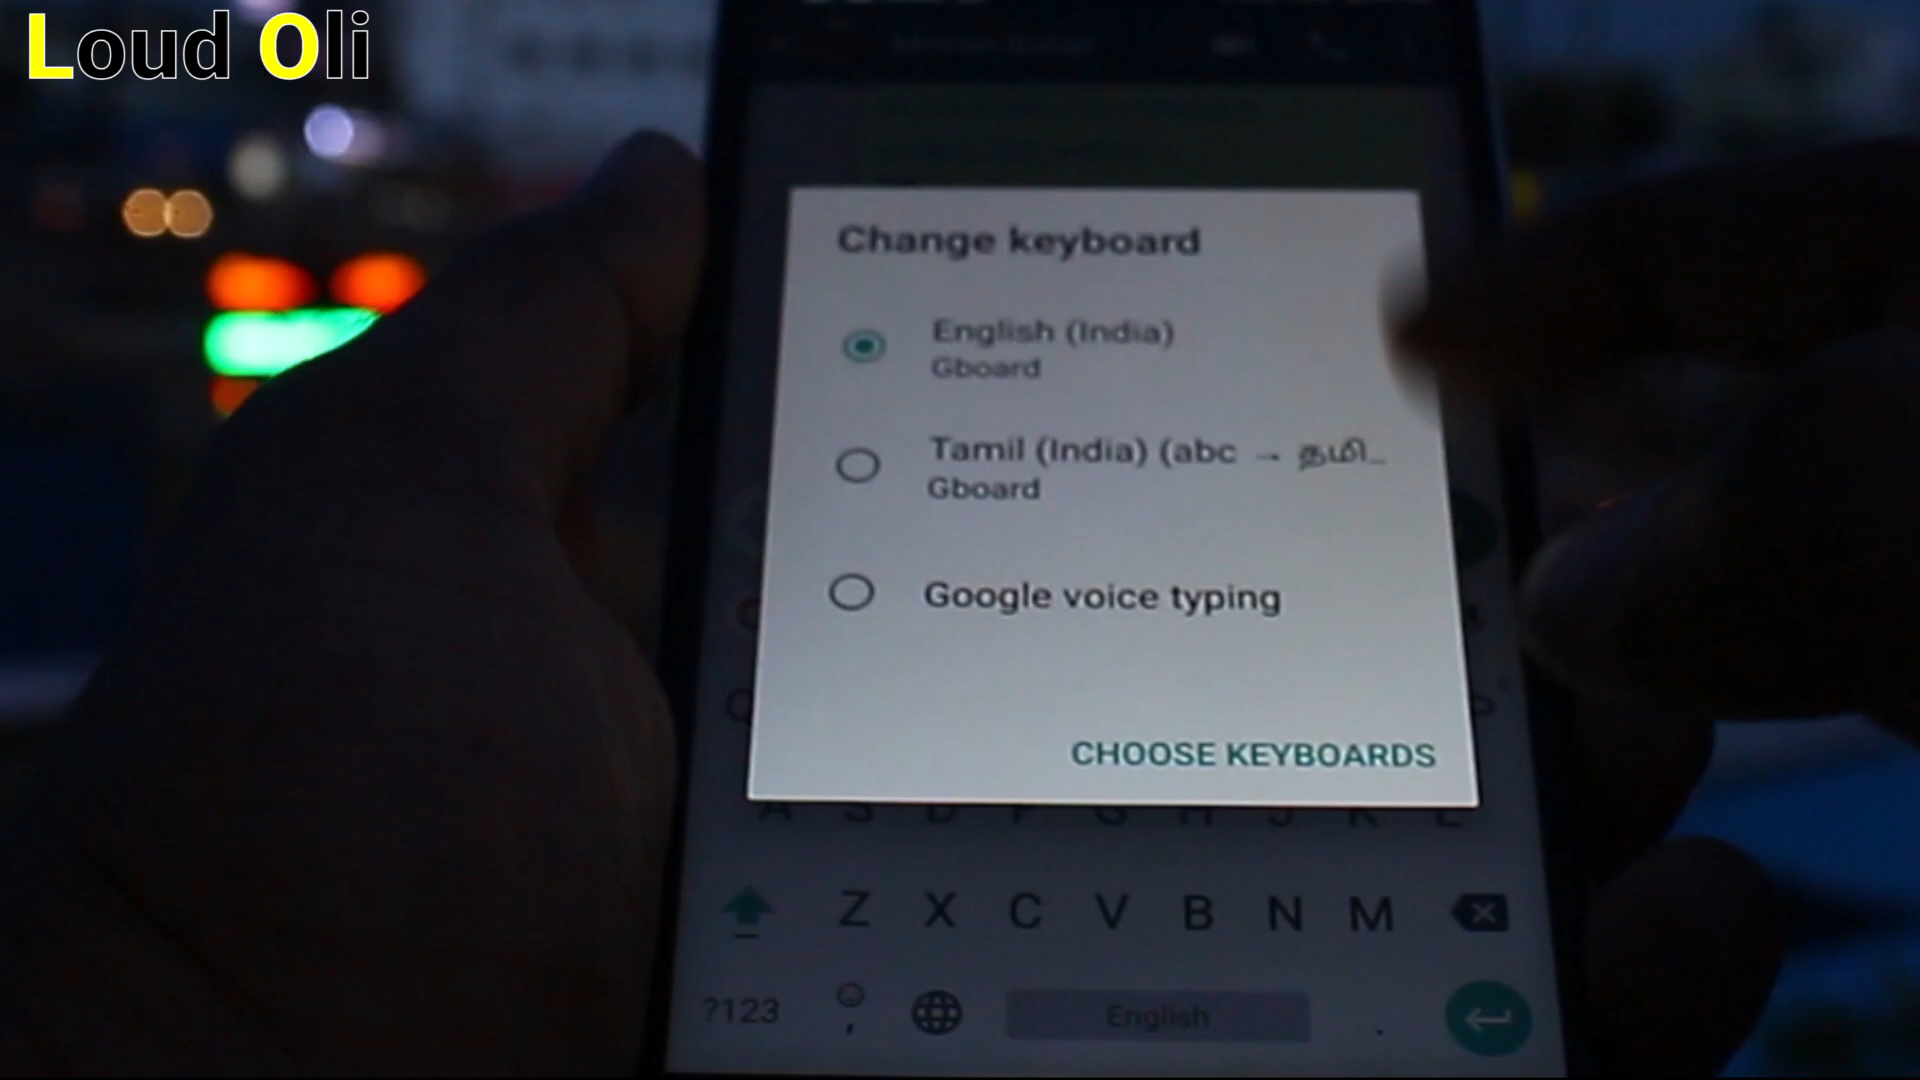 Loud Oli
Change keyboard
English (India)
Gboard
Tamil (India) (abc → தமி...
Gboard
Google voice typing
CHOOSE KEYBOARDS
A S D F G H J K L
Z X C V B N M
?123 , English .